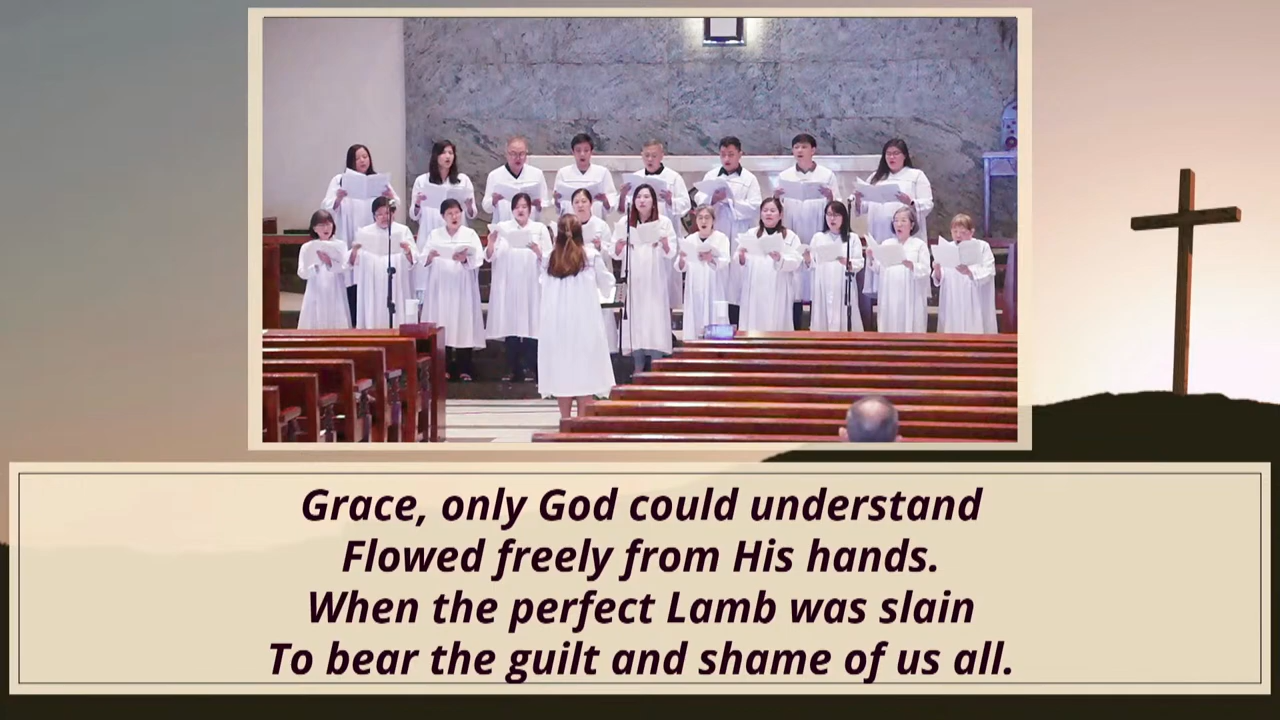 Grace, only God could understand
Flowed freely from His hands.
When the perfect Lamb was slain
To bear the guilt and shame of us all.